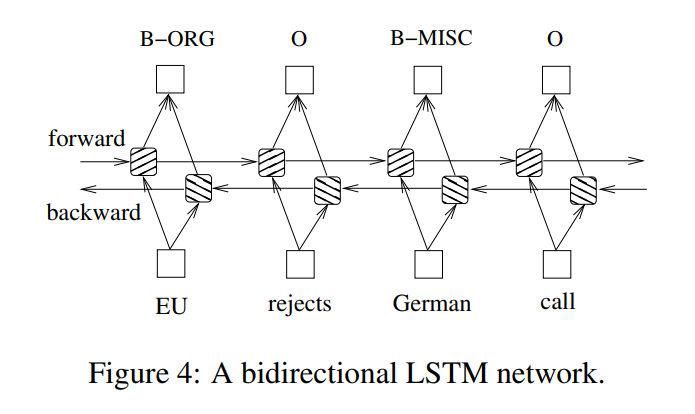 B−ORG O B−MISC O
forward
backward
EU rejects German call
Figure 4: A bidirectional LSTM network.